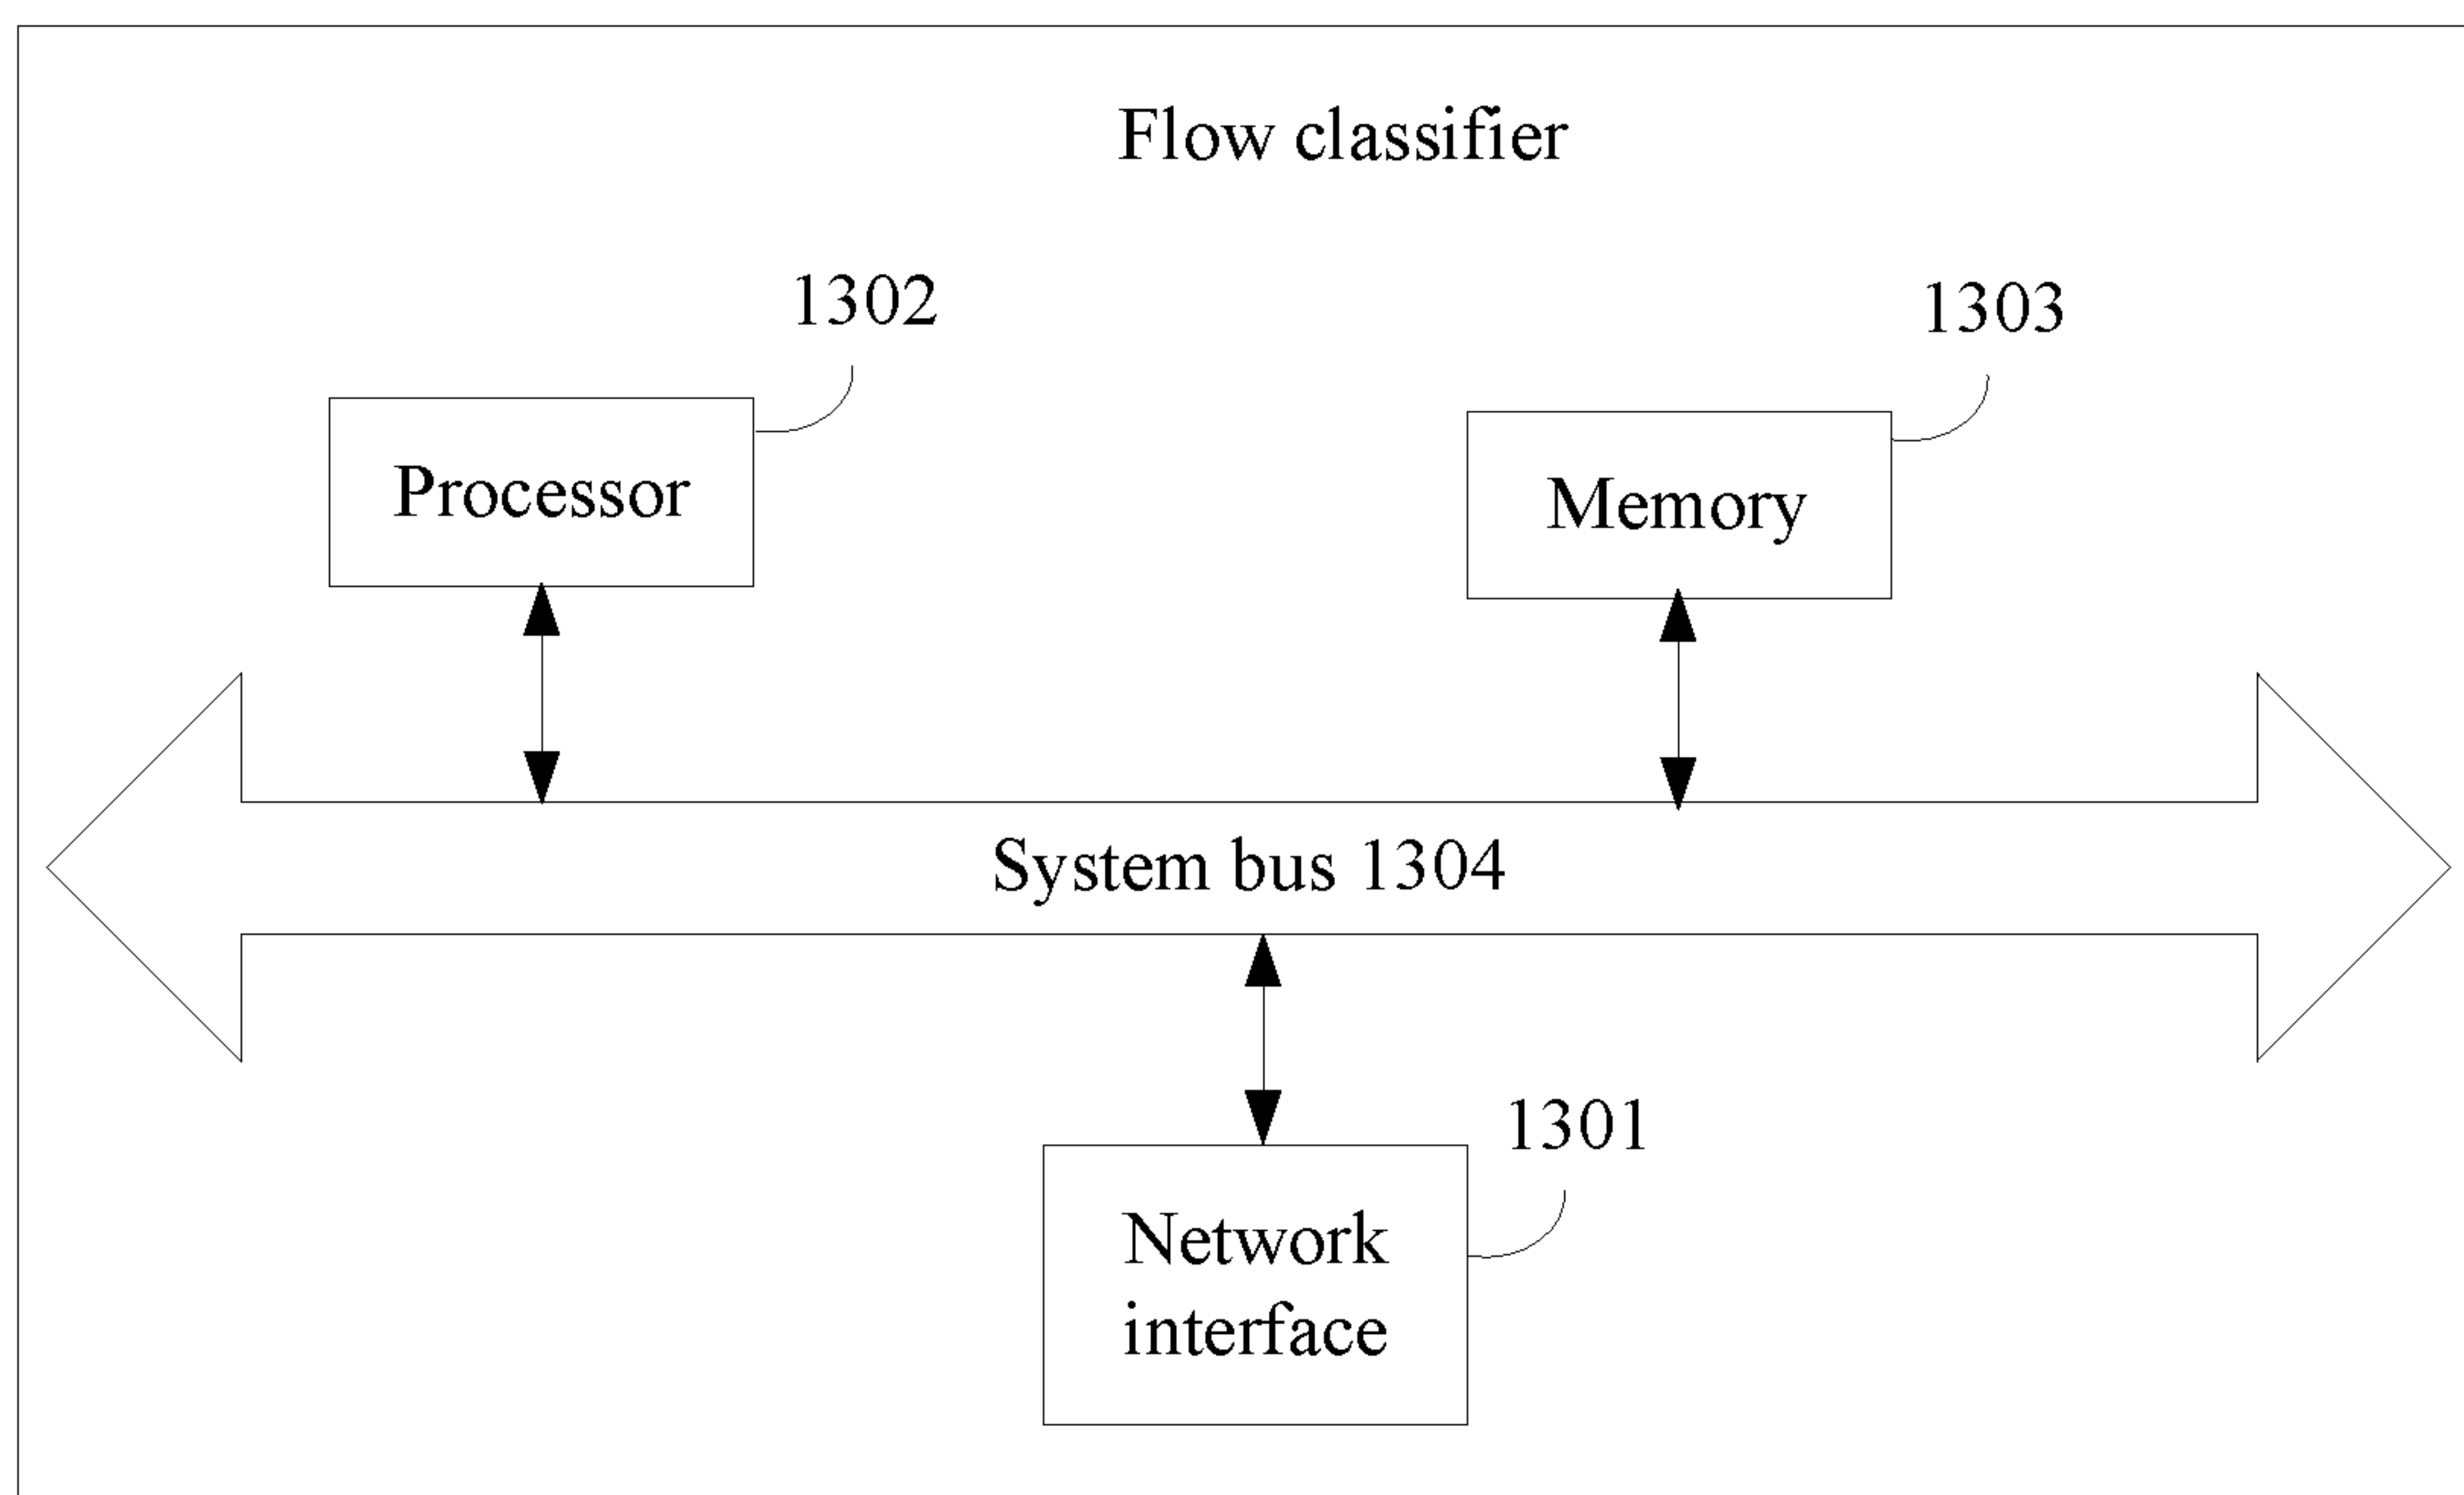 Flow classifier
1302
1303
Processor
Memory
System bus 1304
1301
Network
interface